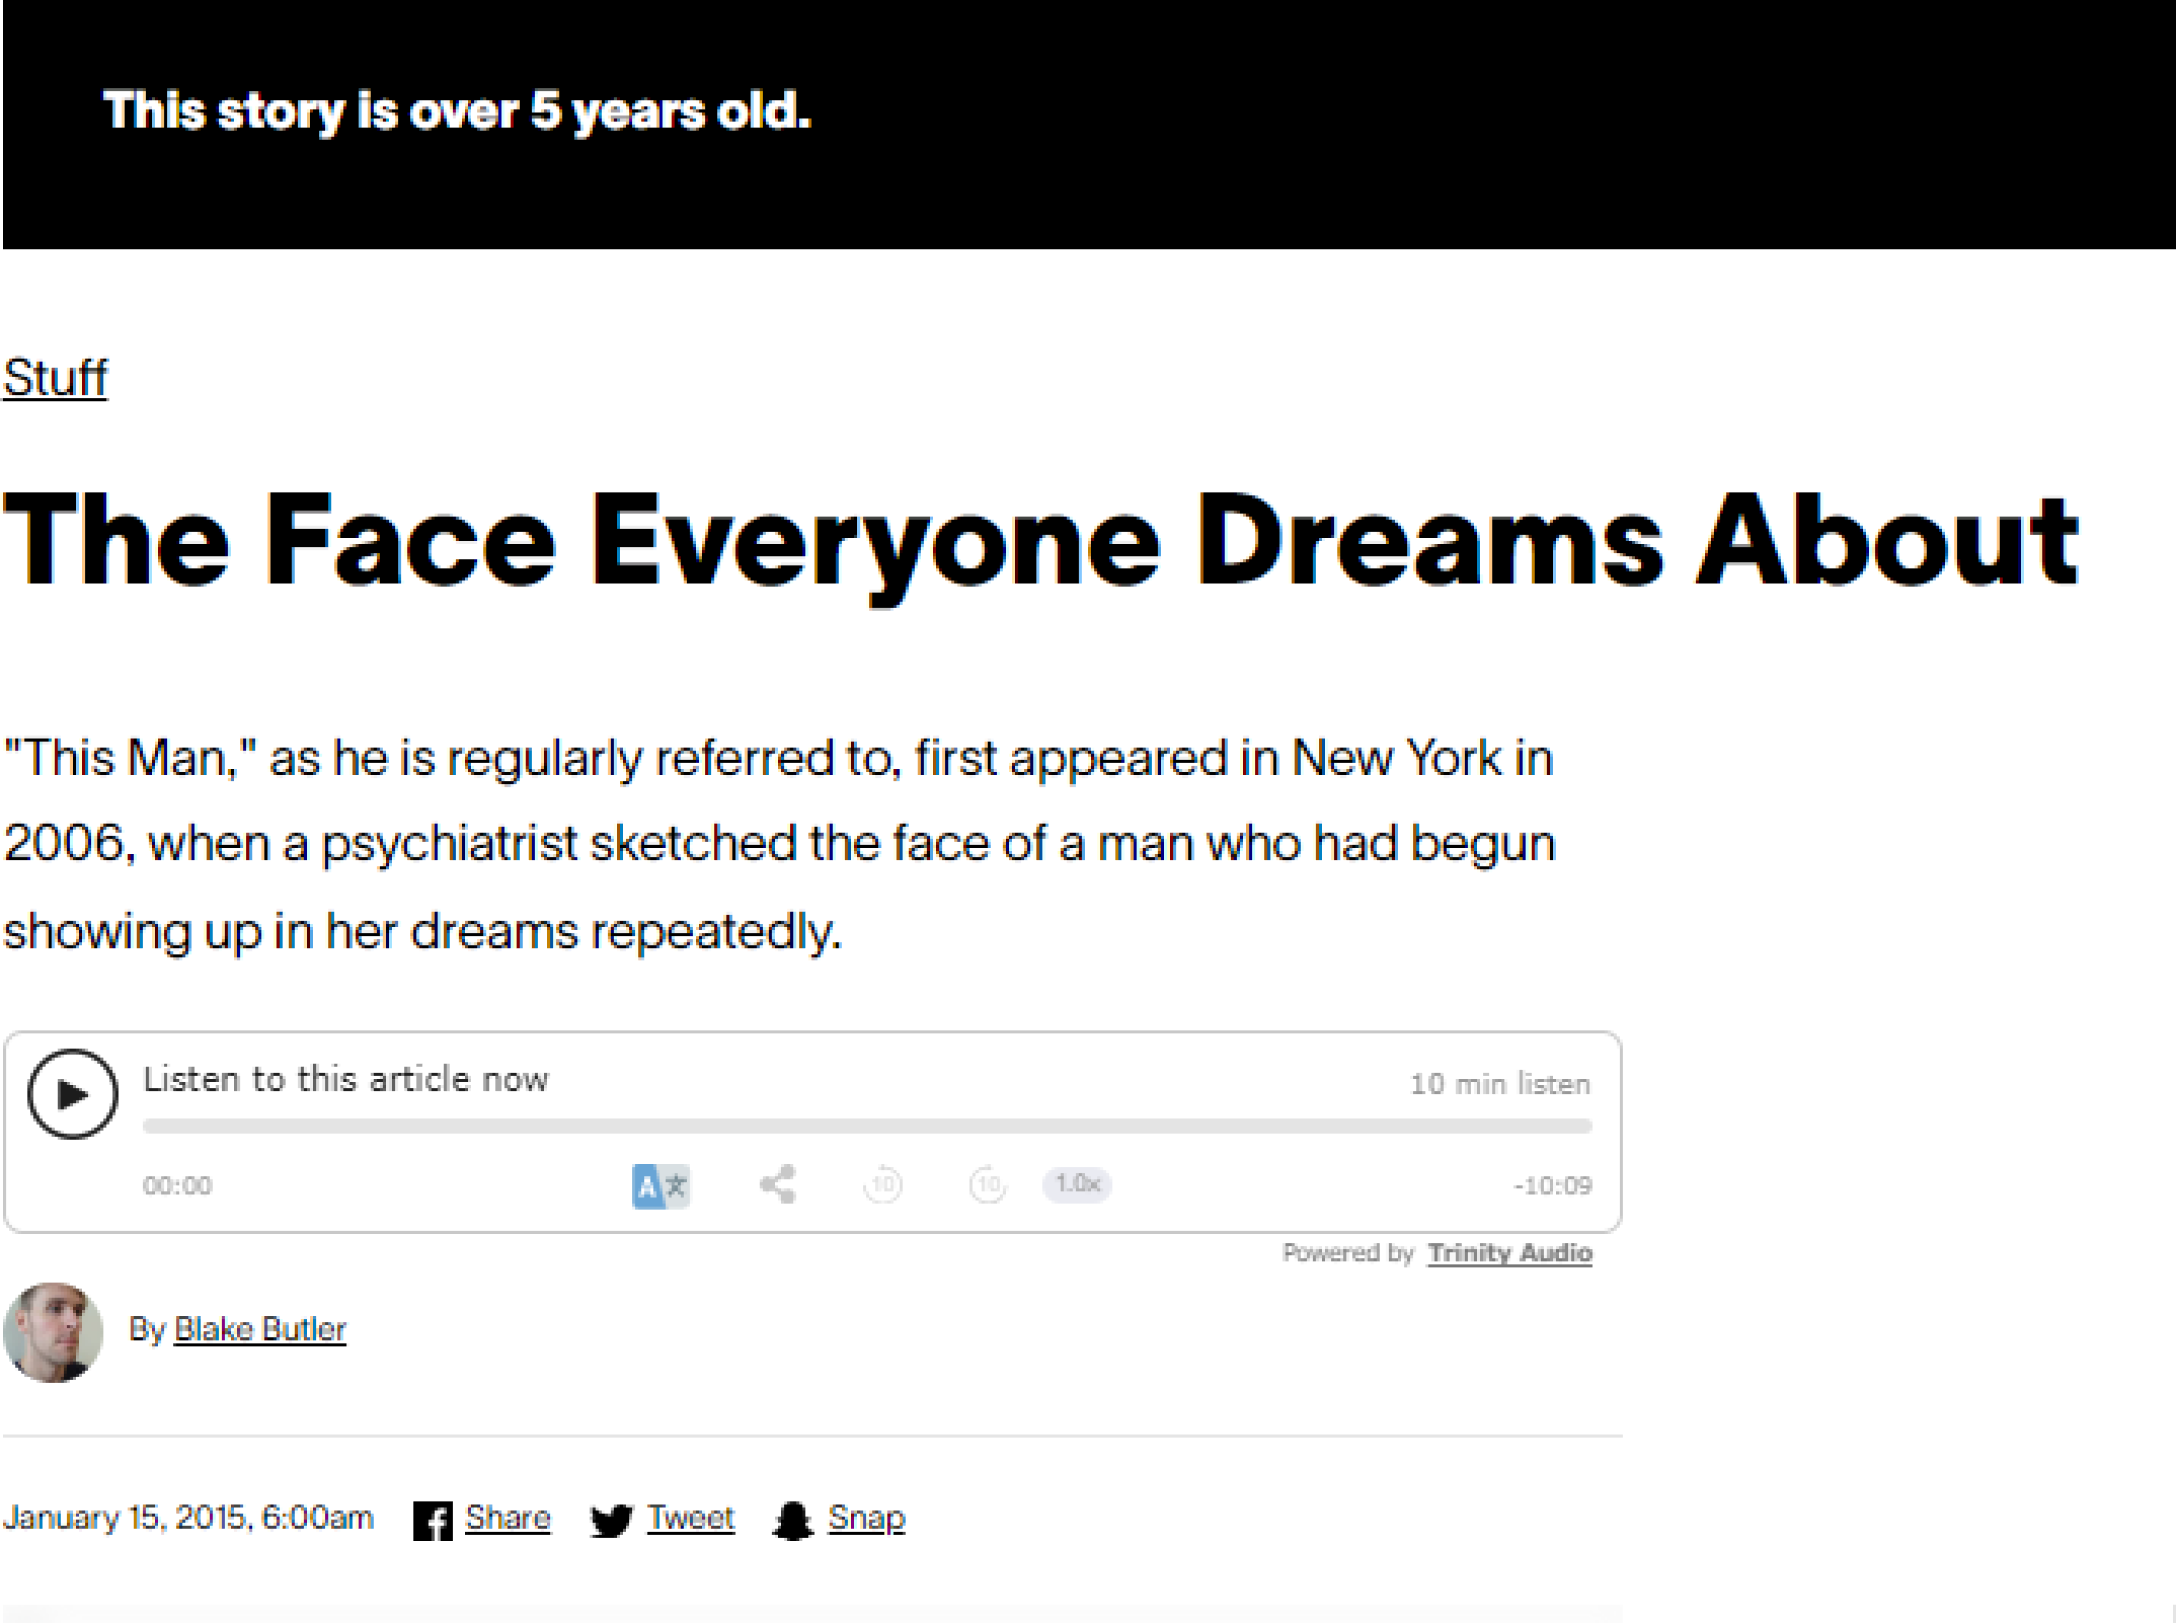 This story is over 5 years old.
Stuff
The Face Everyone Dreams About
"This Man," as he is regularly referred to, first appeared in New York in
2006, when a psychiatrist sketched the face of a man who had begun
showing up in her dreams repeatedly.
Listen to this article now
10 min listen
00:00
A文
10
10
1.0x
-10:09
Powered by Trinity Audio
By Blake Butler
January 15, 2015, 6:00am Share Tweet Snap